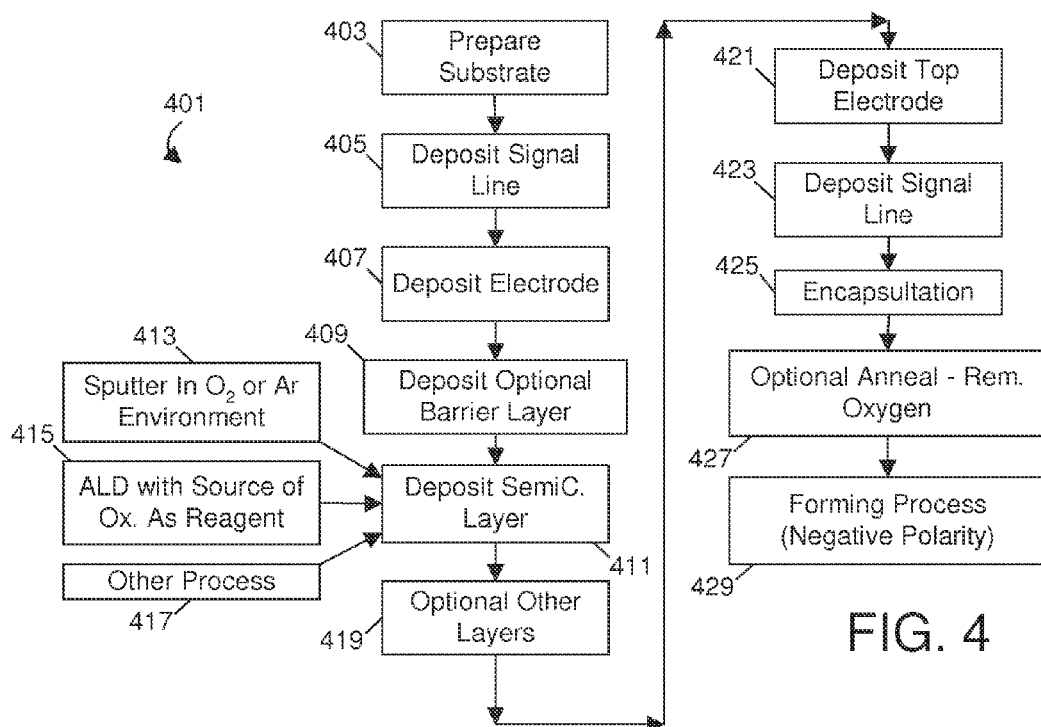 401
403
Prepare
Substrate
405
Deposit Signal
Line
407
Deposit Electrode
409
Deposit Optional
Barrier Layer
413
Sputter In O₂ or Ar
Environment
415
ALD with Source of
Ox. As Reagent
Other Process
417
Deposit SemiC.
Layer
411
419
Optional Other
Layers
421
Deposit Top
Electrode
423
Deposit Signal
Line
425
Encapsultation
Optional Anneal - Rem.
Oxygen
427
Forming Process
(Negative Polarity)
429
FIG. 4